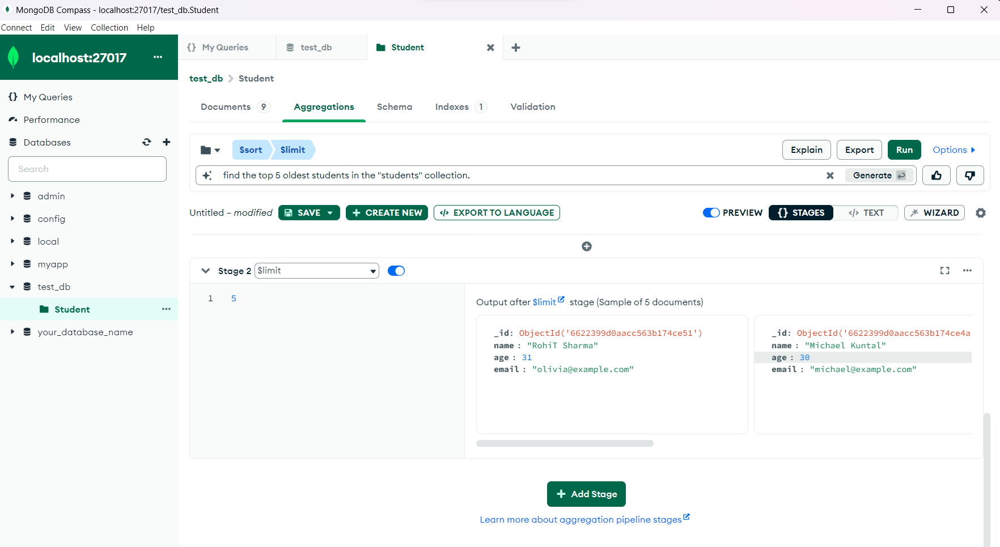 MongoDB Compass - localhost:27017/test_db.Student
Connect Edit View Collection Help
localhost:27017
{} My Queries
test_db
Student
My Queries
Performance
Databases
Search
admin
config
local
myapp
test_db
Student
your_database_name
test_db > Student
Documents 9 Aggregations Schema Indexes 1 Validation
$sort $limit Explain Export Run Options
find the top 5 oldest students in the "students" collection. Generate
Untitled – modified SAVE + CREATE NEW </> EXPORT TO LANGUAGE PREVIEW {} STAGES </> TEXT WIZARD
Stage 2 $limit
1 5
Output after $limit stage (Sample of 5 documents)
_id: ObjectId('6622399d0aacc563b174ce51')
name : "RohiT Sharma"
age : 31
email : "olivia@example.com"
_id: ObjectId('6622399d0aacc563b174ce4a
name : "Michael Kuntal"
age : 30
email : "michael@example.com"
+ Add Stage
Learn more about aggregation pipeline stages